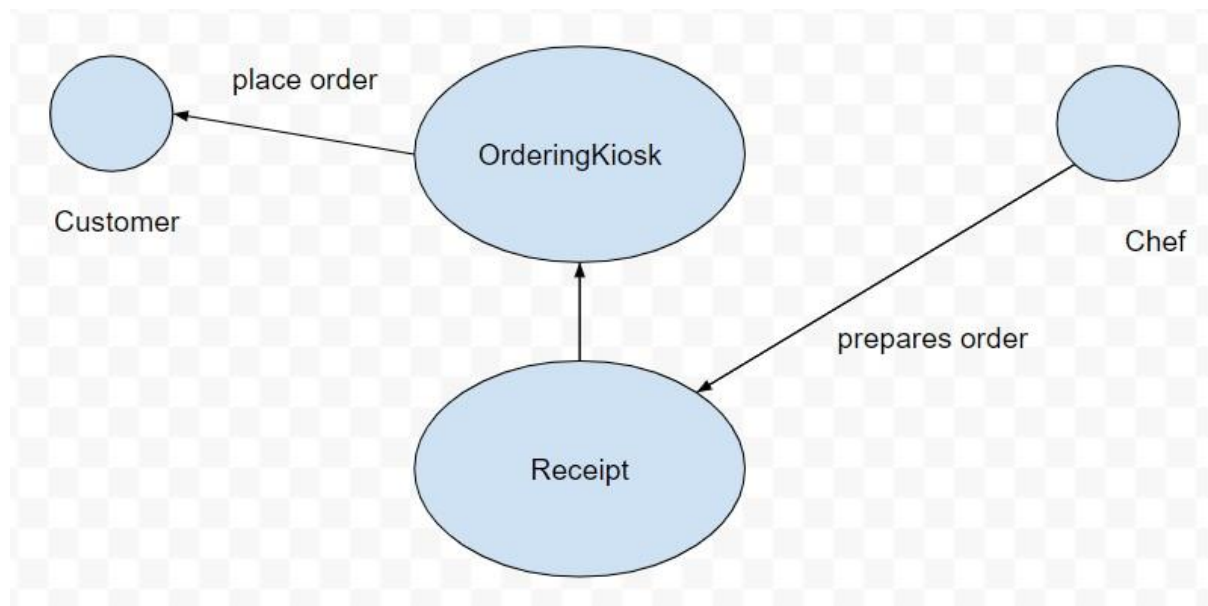 place order
OrderingKiosk
Customer
Chef
prepares order
Receipt